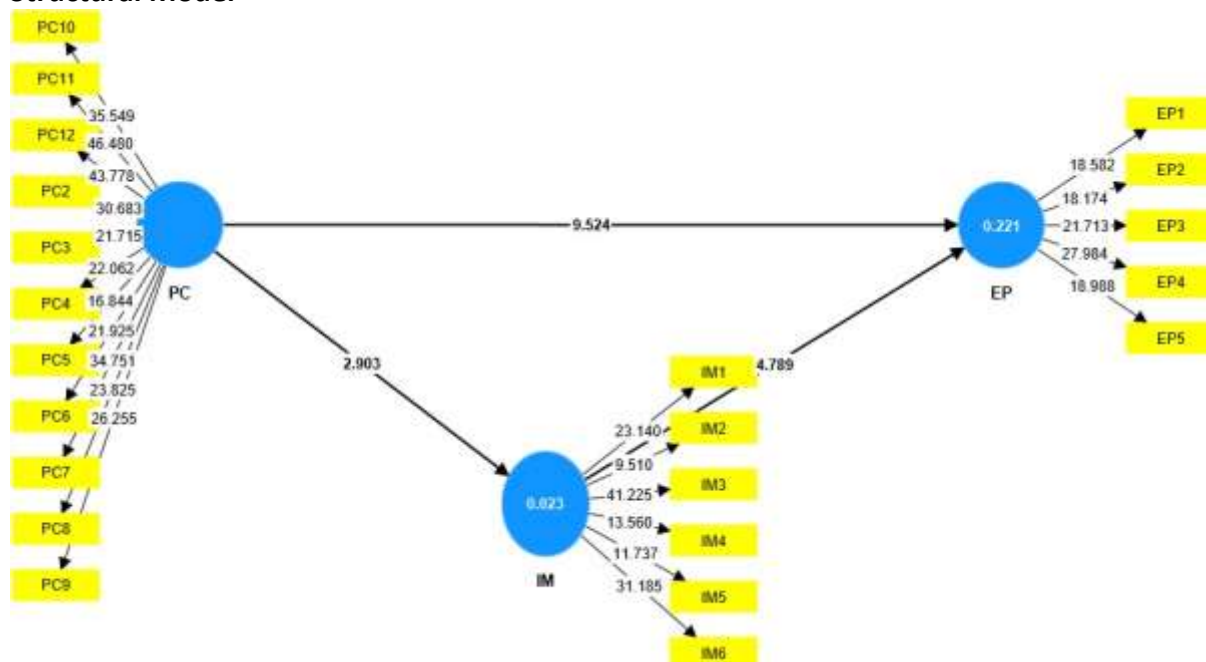 Structural Model
PC10
PC11
PC12
PC2
PC3
PC4
PC5
PC6
PC7
PC8
PC9
35.549
46.480
43.778
30.683
21.715
22.062
16.844
21.925
34.751
23.825
26.255
PC
9.524
2.903
4.789
0.221
EP
18.582
18.174
21.713
27.984
18.988
EP1
EP2
EP3
EP4
EP5
0.023
IM
23.140
9.510
41.225
13.560
11.737
31.185
IM1
IM2
IM3
IM4
IM5
IM6